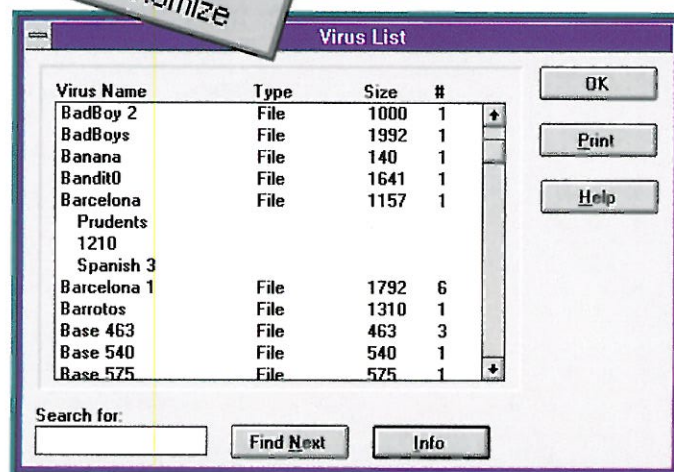 Virus List
Virus Name Type Size #
BadBoy 2 File 1000 1
BadBoys File 1992 1
Banana File 140 1
Bandit0 File 1641 1
Barcelona File 1157 1
Prudents
1210
Spanish 3
Barcelona 1 File 1792 6
Barrotos File 1310 1
Base 463 File 463 3
Base 540 File 540 1
Base 575 File 575 1
OK
Print
Help
Search for:
Find Next
Info